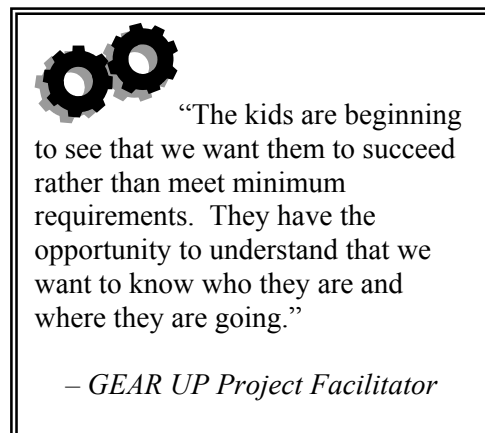 “The kids are beginning
to see that we want them to succeed
rather than meet minimum
requirements.  They have the
opportunity to understand that we
want to know who they are and
where they are going.”
– GEAR UP Project Facilitator